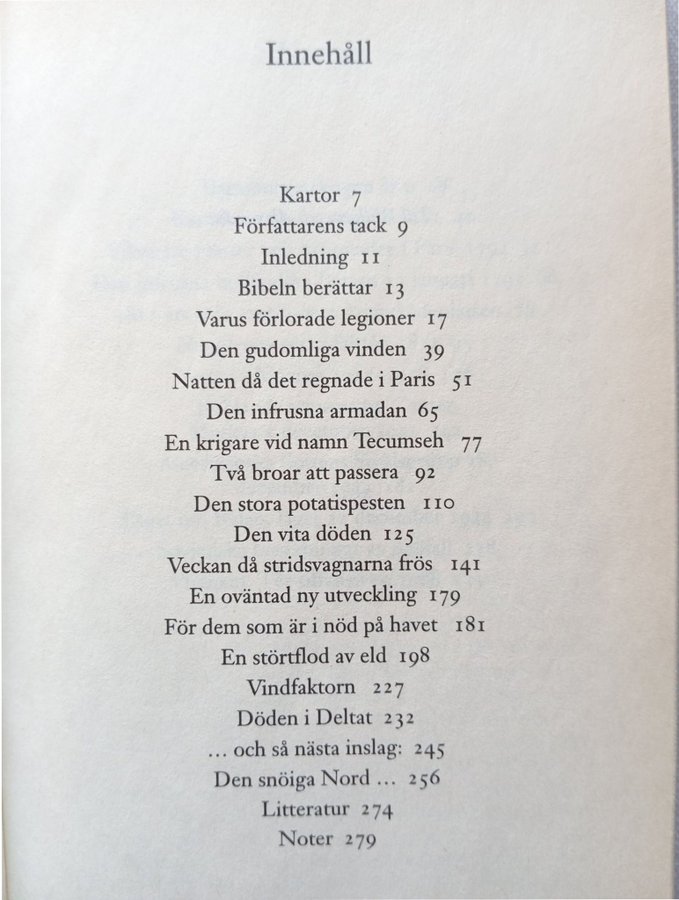 Innehåll
Kartor 7
Författarens tack 9
Inledning 11
Bibeln berättar 13
Varus förlorade legioner 17
Den gudomliga vinden 39
Natten då det regnade i Paris 51
Den infrusna armadan 65
En krigare vid namn Tecumseh 77
Två broar att passera 92
Den stora potatispesten 110
Den vita döden 125
Veckan då stridsvagnarna frös 141
En oväntad ny utveckling 179
För dem som är i nöd på havet 181
En störtflod av eld 198
Vindfaktorn 227
Döden i Deltat 232
... och så nästa inslag: 245
Den snöiga Nord ... 256
Litteratur 274
Noter 279